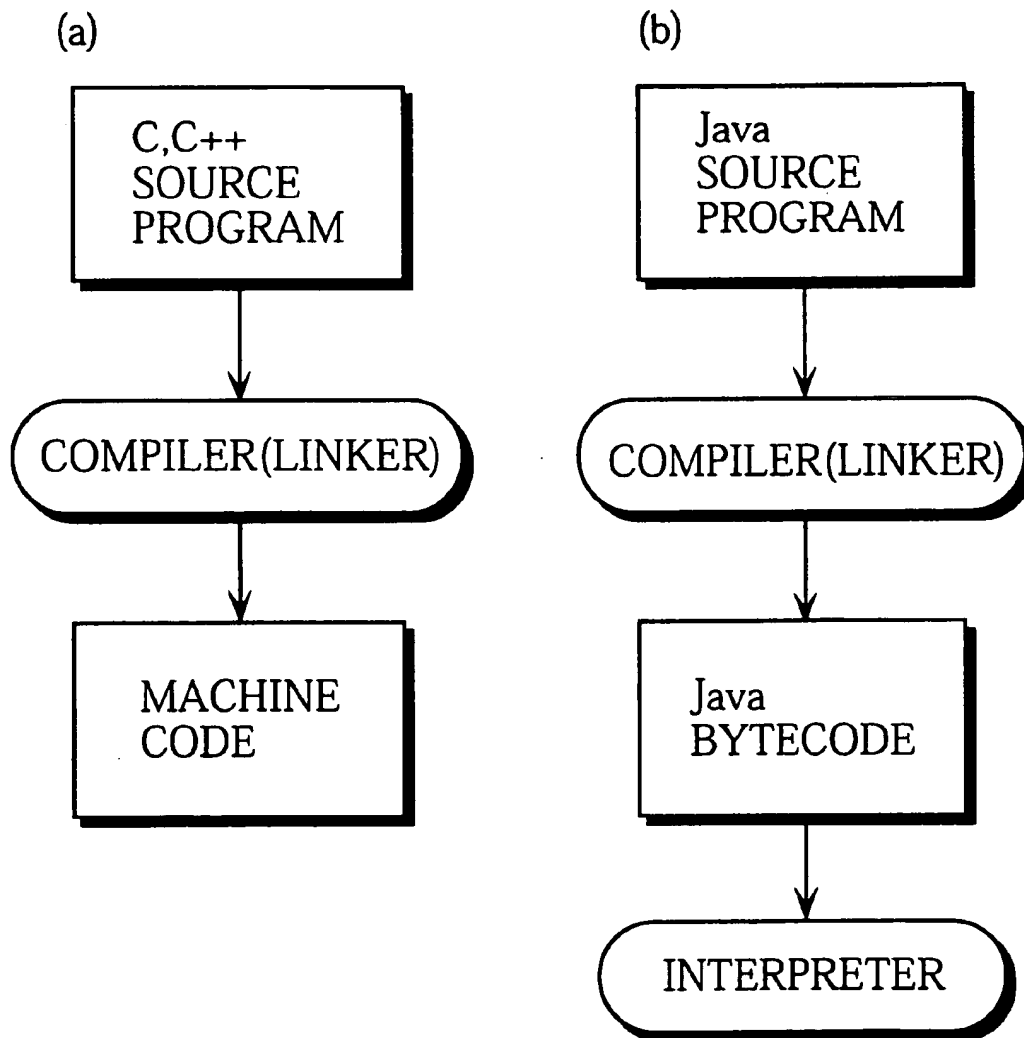 (a)
C,C++
SOURCE
PROGRAM
COMPILER(LINKER)
MACHINE
CODE
(b)
Java
SOURCE
PROGRAM
COMPILER(LINKER)
Java
BYTECODE
INTERPRETER